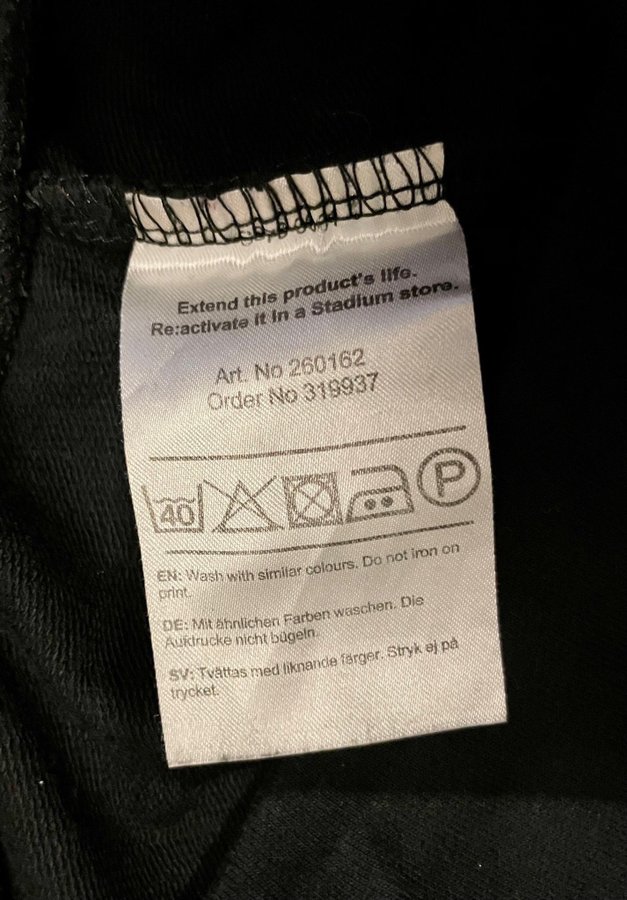 Extend this product's life.
Re:activate it in a Stadium store.
Art. No 260162
Order No 319937
40
P
EN: Wash with similar colours. Do not iron on
print.
DE: Mit ähnlichen Farben waschen. Die
Aufdrucke nicht bügeln.
SV: Tvättas med liknande färger. Stryk ej på
trycket.